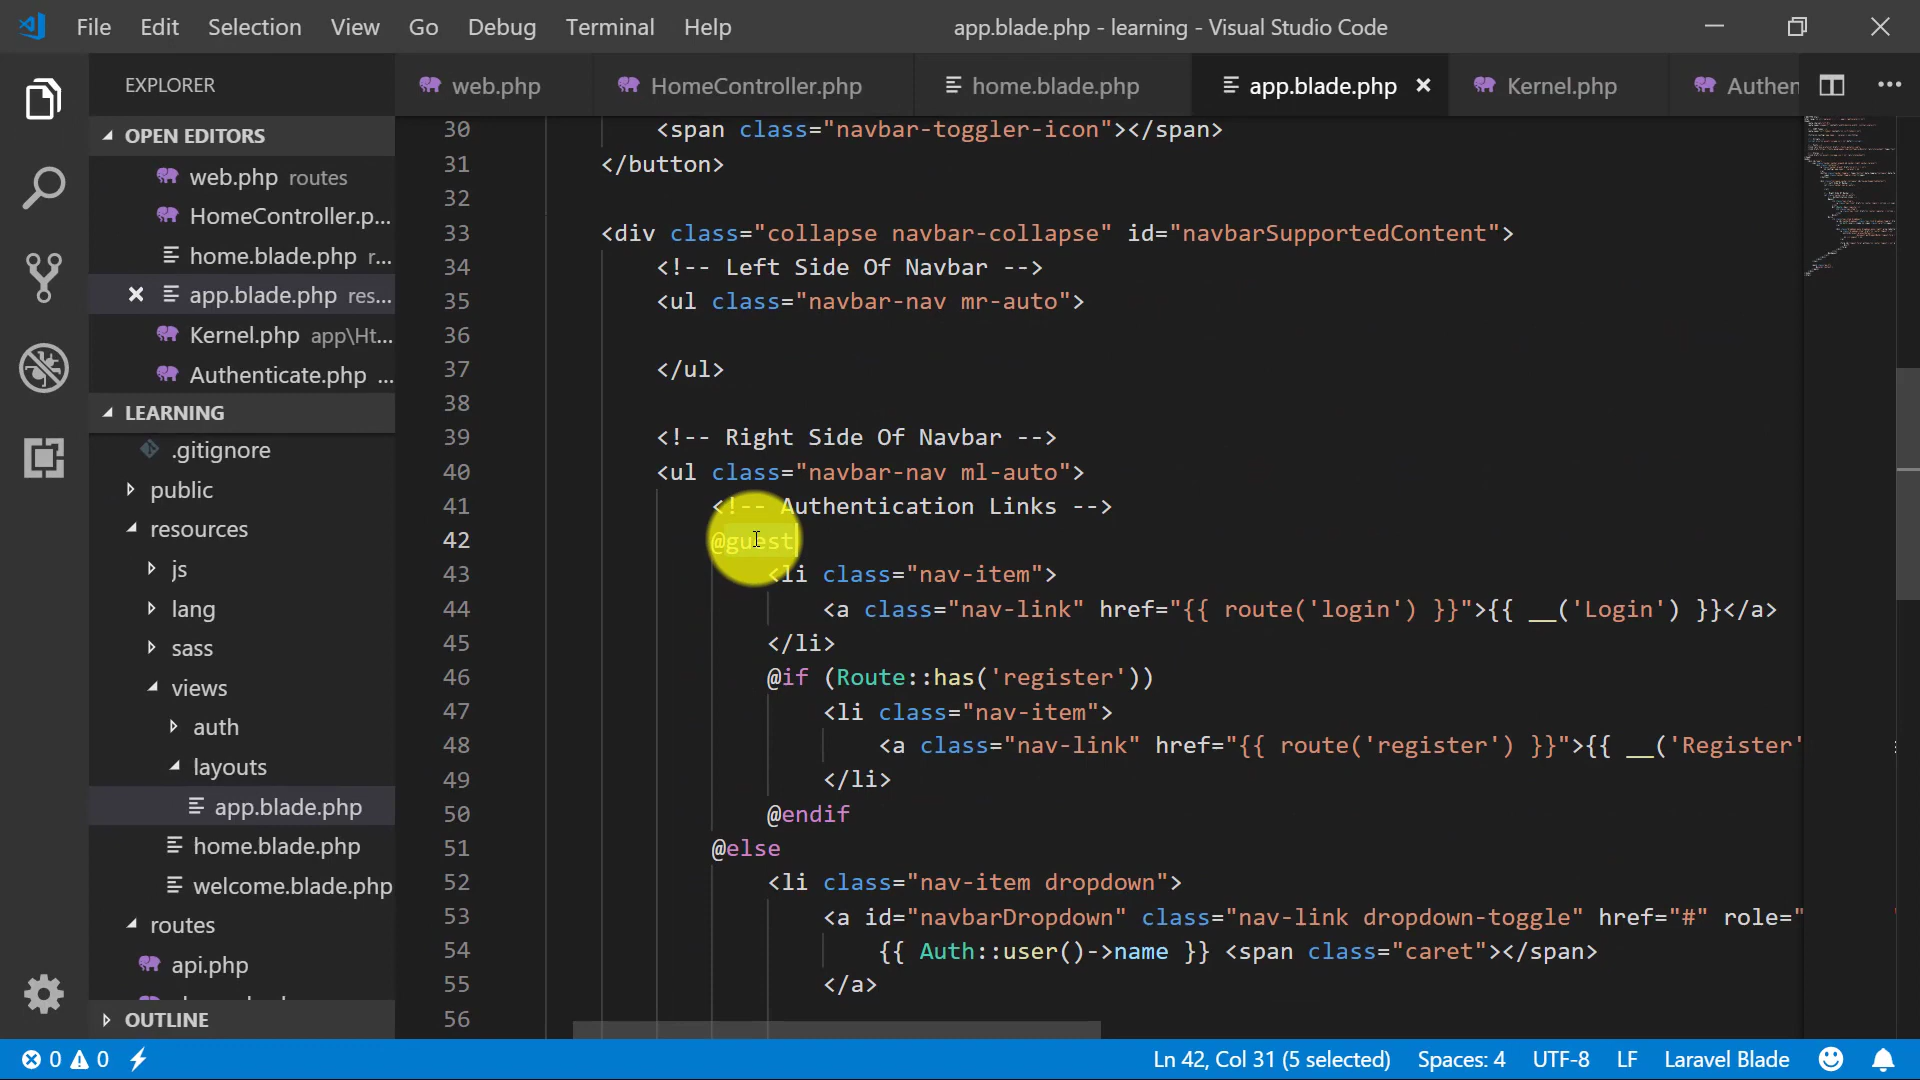 File Edit Selection View Go Debug Terminal Help app.blade.php - learning - Visual Studio Code
EXPLORER
web.php HomeController.php home.blade.php app.blade.php Kernel.php Authen
OPEN EDITORS
web.php routes
HomeController.p...
home.blade.php r...
app.blade.php res...
Kernel.php app\Ht...
Authenticate.php ...
LEARNING
.gitignore
public
resources
js
lang
sass
views
auth
layouts
app.blade.php
home.blade.php
welcome.blade.php
routes
api.php
OUTLINE
30 <span class="navbar-toggler-icon"></span>
31 </button>
32
33 <div class="collapse navbar-collapse" id="navbarSupportedContent">
34 <!-- Left Side Of Navbar -->
35 <ul class="navbar-nav mr-auto">
36
37 </ul>
38
39 <!-- Right Side Of Navbar -->
40 <ul class="navbar-nav ml-auto">
41 <!-- Authentication Links -->
42 @guest
43 <li class="nav-item">
44 <a class="nav-link" href="{{ route('login') }}">{{ __('Login') }}</a>
45 </li>
46 @if (Route::has('register'))
47 <li class="nav-item">
48 <a class="nav-link" href="{{ route('register') }}">{{ __('Register'
49 </li>
50 @endif
51 @else
52 <li class="nav-item dropdown">
53 <a id="navbarDropdown" class="nav-link dropdown-toggle" href="#" role="
54 {{ Auth::user()->name }} <span class="caret"></span>
55 </a>
56
0 0 Ln 42, Col 31 (5 selected) Spaces: 4 UTF-8 LF Laravel Blade